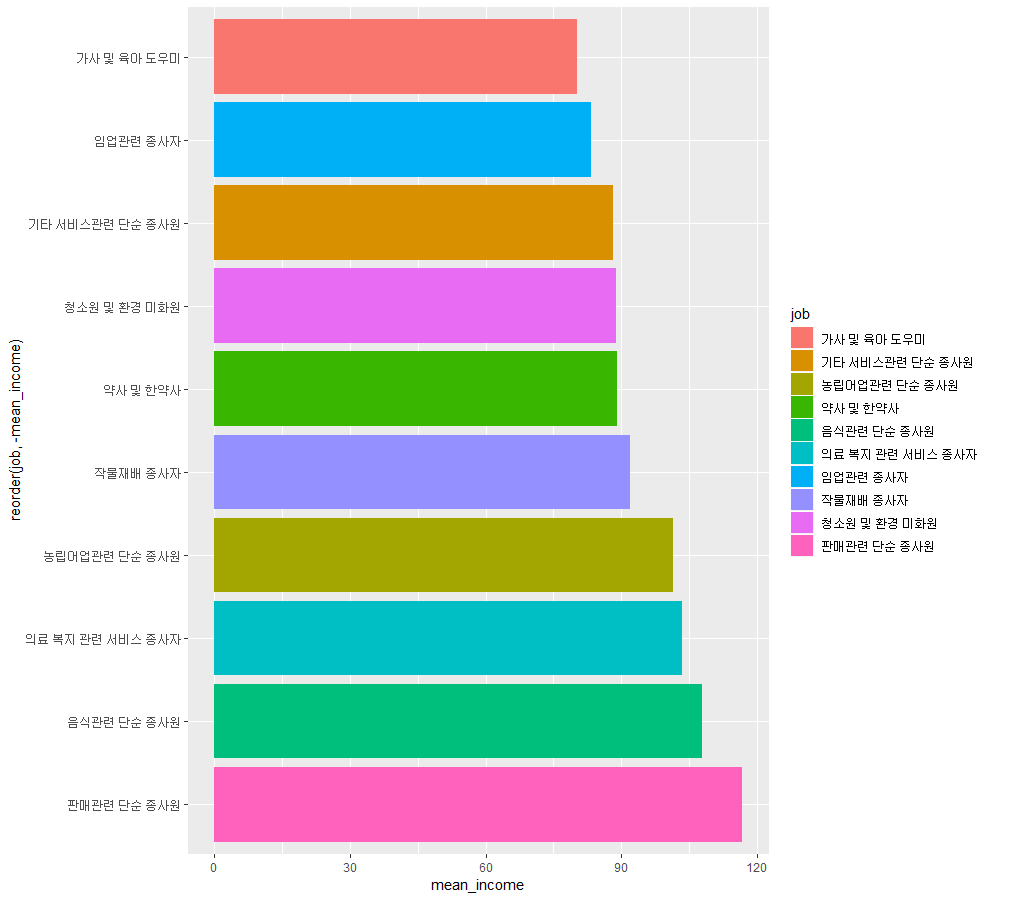 가사 및 육아 도우미
임업관련 종사자
기타 서비스관련 단순 종사원
청소원 및 환경 미화원
약사 및 한약사
작물재배 종사자
농립어업관련 단순 종사원
의료 복지 관련 서비스 종사자
음식관련 단순 종사원
판매관련 단순 종사원
reorder(job, -mean_income)
0 30 60 90 120
mean_income
job
가사 및 육아 도우미
기타 서비스관련 단순 종사원
농립어업관련 단순 종사원
약사 및 한약사
음식관련 단순 종사원
의료 복지 관련 서비스 종사자
임업관련 종사자
작물재배 종사자
청소원 및 환경 미화원
판매관련 단순 종사원